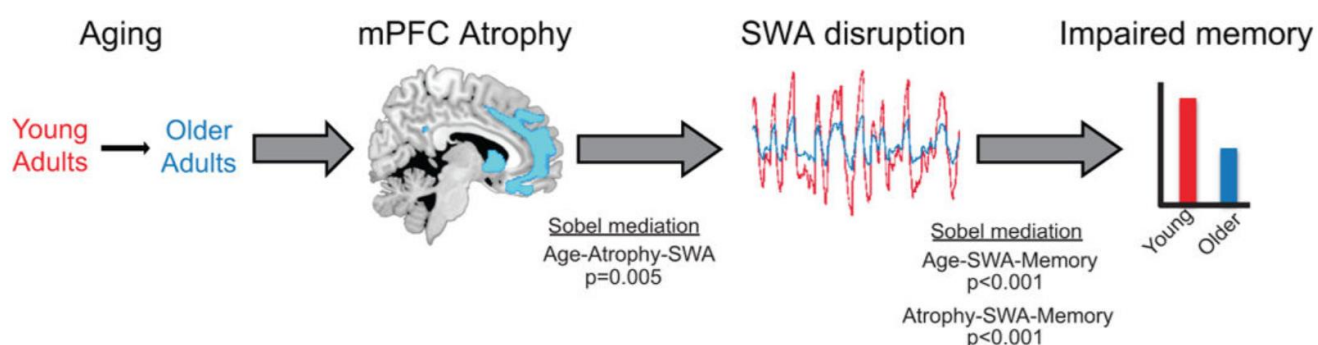 Aging
mPFC Atrophy
SWA disruption
Impaired memory
Young
Adults
Older
Adults
Sobel mediation
Age-Atrophy-SWA
p=0.005
Sobel mediation
Age-SWA-Memory
p<0.001
Atrophy-SWA-Memory
p<0.001
Young
Older